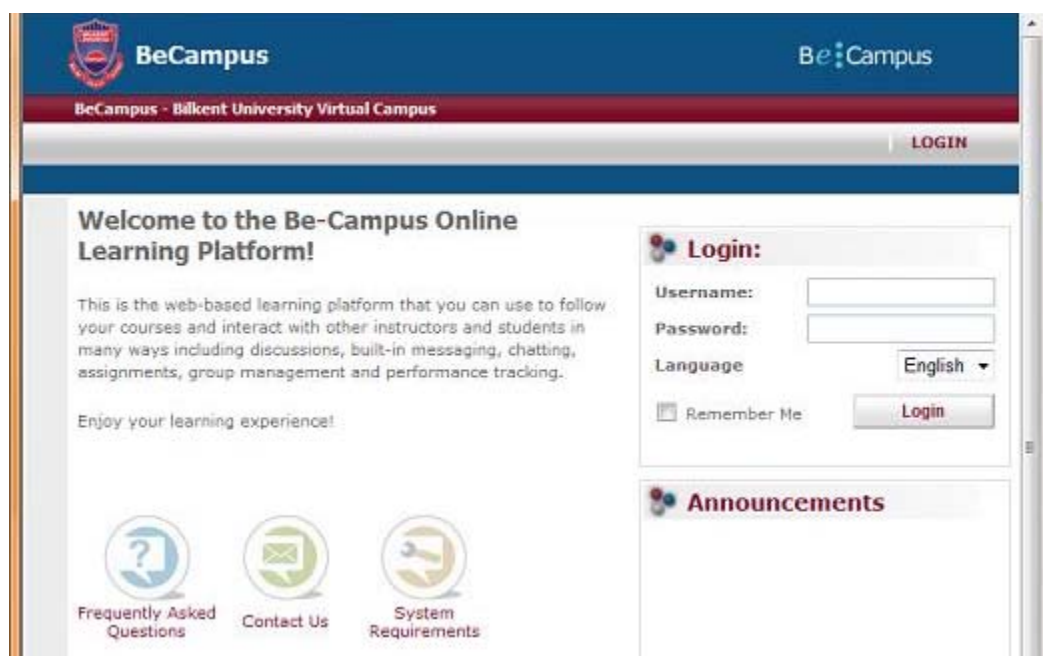 BeCampus
Be:Campus
BeCampus - Bilkent University Virtual Campus
LOGIN
Welcome to the Be-Campus Online
Learning Platform!
This is the web-based learning platform that you can use to follow
your courses and interact with other instructors and students in
many ways including discussions, built-in messaging, chatting,
assignments, group management and performance tracking.
Enjoy your learning experience!
Frequently Asked
Questions
Contact Us
System
Requirements
Login:
Username:
Password:
Language
English
Remember Me
Login
Announcements